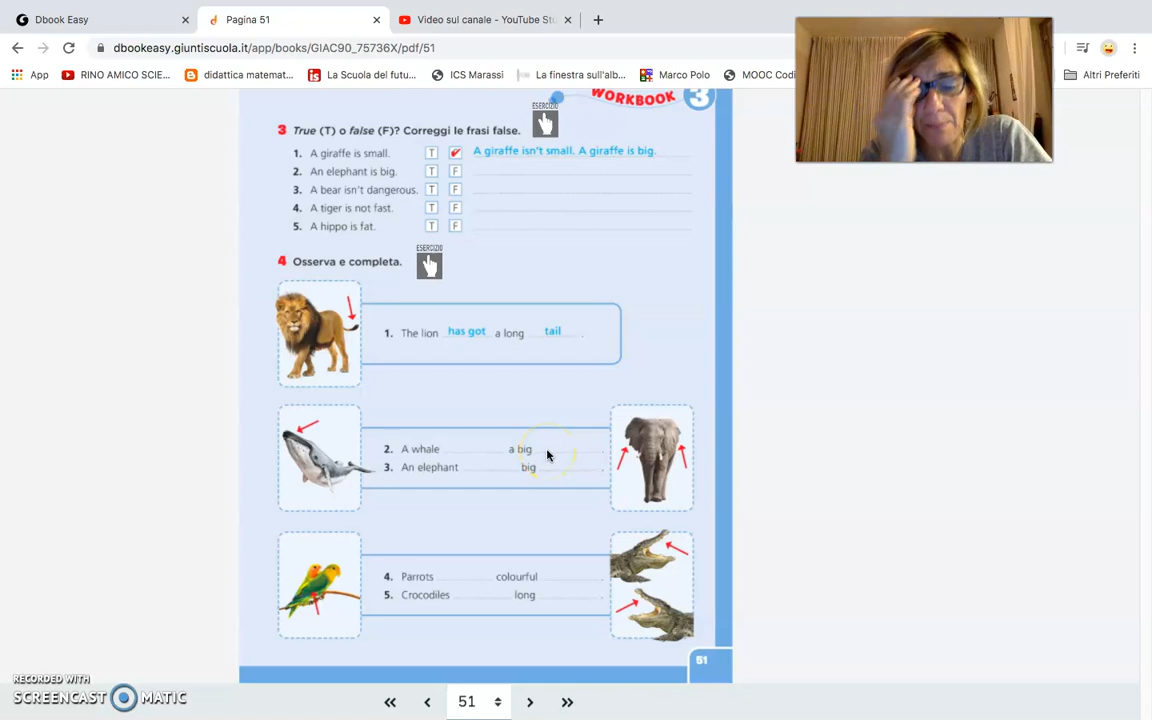 Dbook Easy
Pagina 51
Video sul canale - YouTube Stu
dbookeasy.giuntiscuola.it/app/books/GIAC90_75736X/pdf/51
App
RINO AMICO SCIE...
didattica matemat...
La Scuola del futu...
ICS Marassi
La finestra sull'alb...
Marco Polo
MOOC Codi
Altri Preferiti
WORKBOOK 3
ESERCIZIO
3 True (T) o false (F)? Correggi le frasi false.
1. A giraffe is small. T A giraffe isn't small. A giraffe is big.
2. An elephant is big. T F
3. A bear isn't dangerous. T F
4. A tiger is not fast. T F
5. A hippo is fat. T F
ESERCIZIO
4 Osserva e completa.
1. The lion has got a long tail.
2. A whale a big .
3. An elephant big .
4. Parrots colourful .
5. Crocodiles long .
51
RECORDED WITH
SCREENCAST MATIC
51